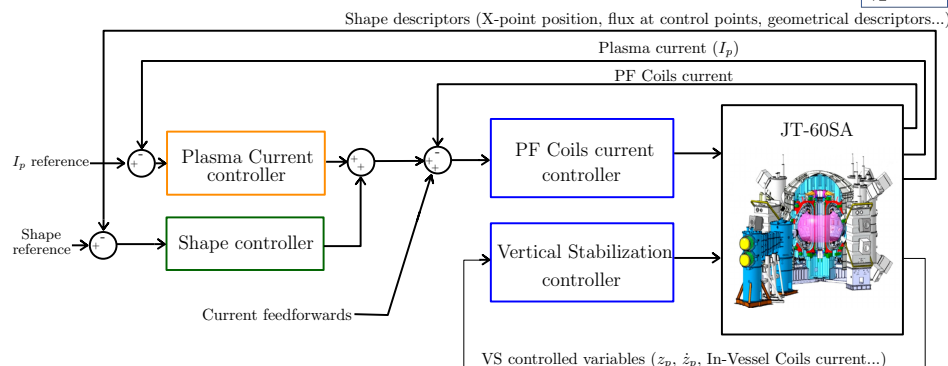 Shape descriptors (X-point position, flux at control points, geometrical descriptors...)
Plasma current (I_p)
PF Coils current
JT-60SA
I_p reference
Plasma Current
controller
PF Coils current
controller
Shape
reference
Shape controller
Vertical Stabilization
controller
Current feedforwards
VS controlled variables (z_p, ż_p, In-Vessel Coils current...)